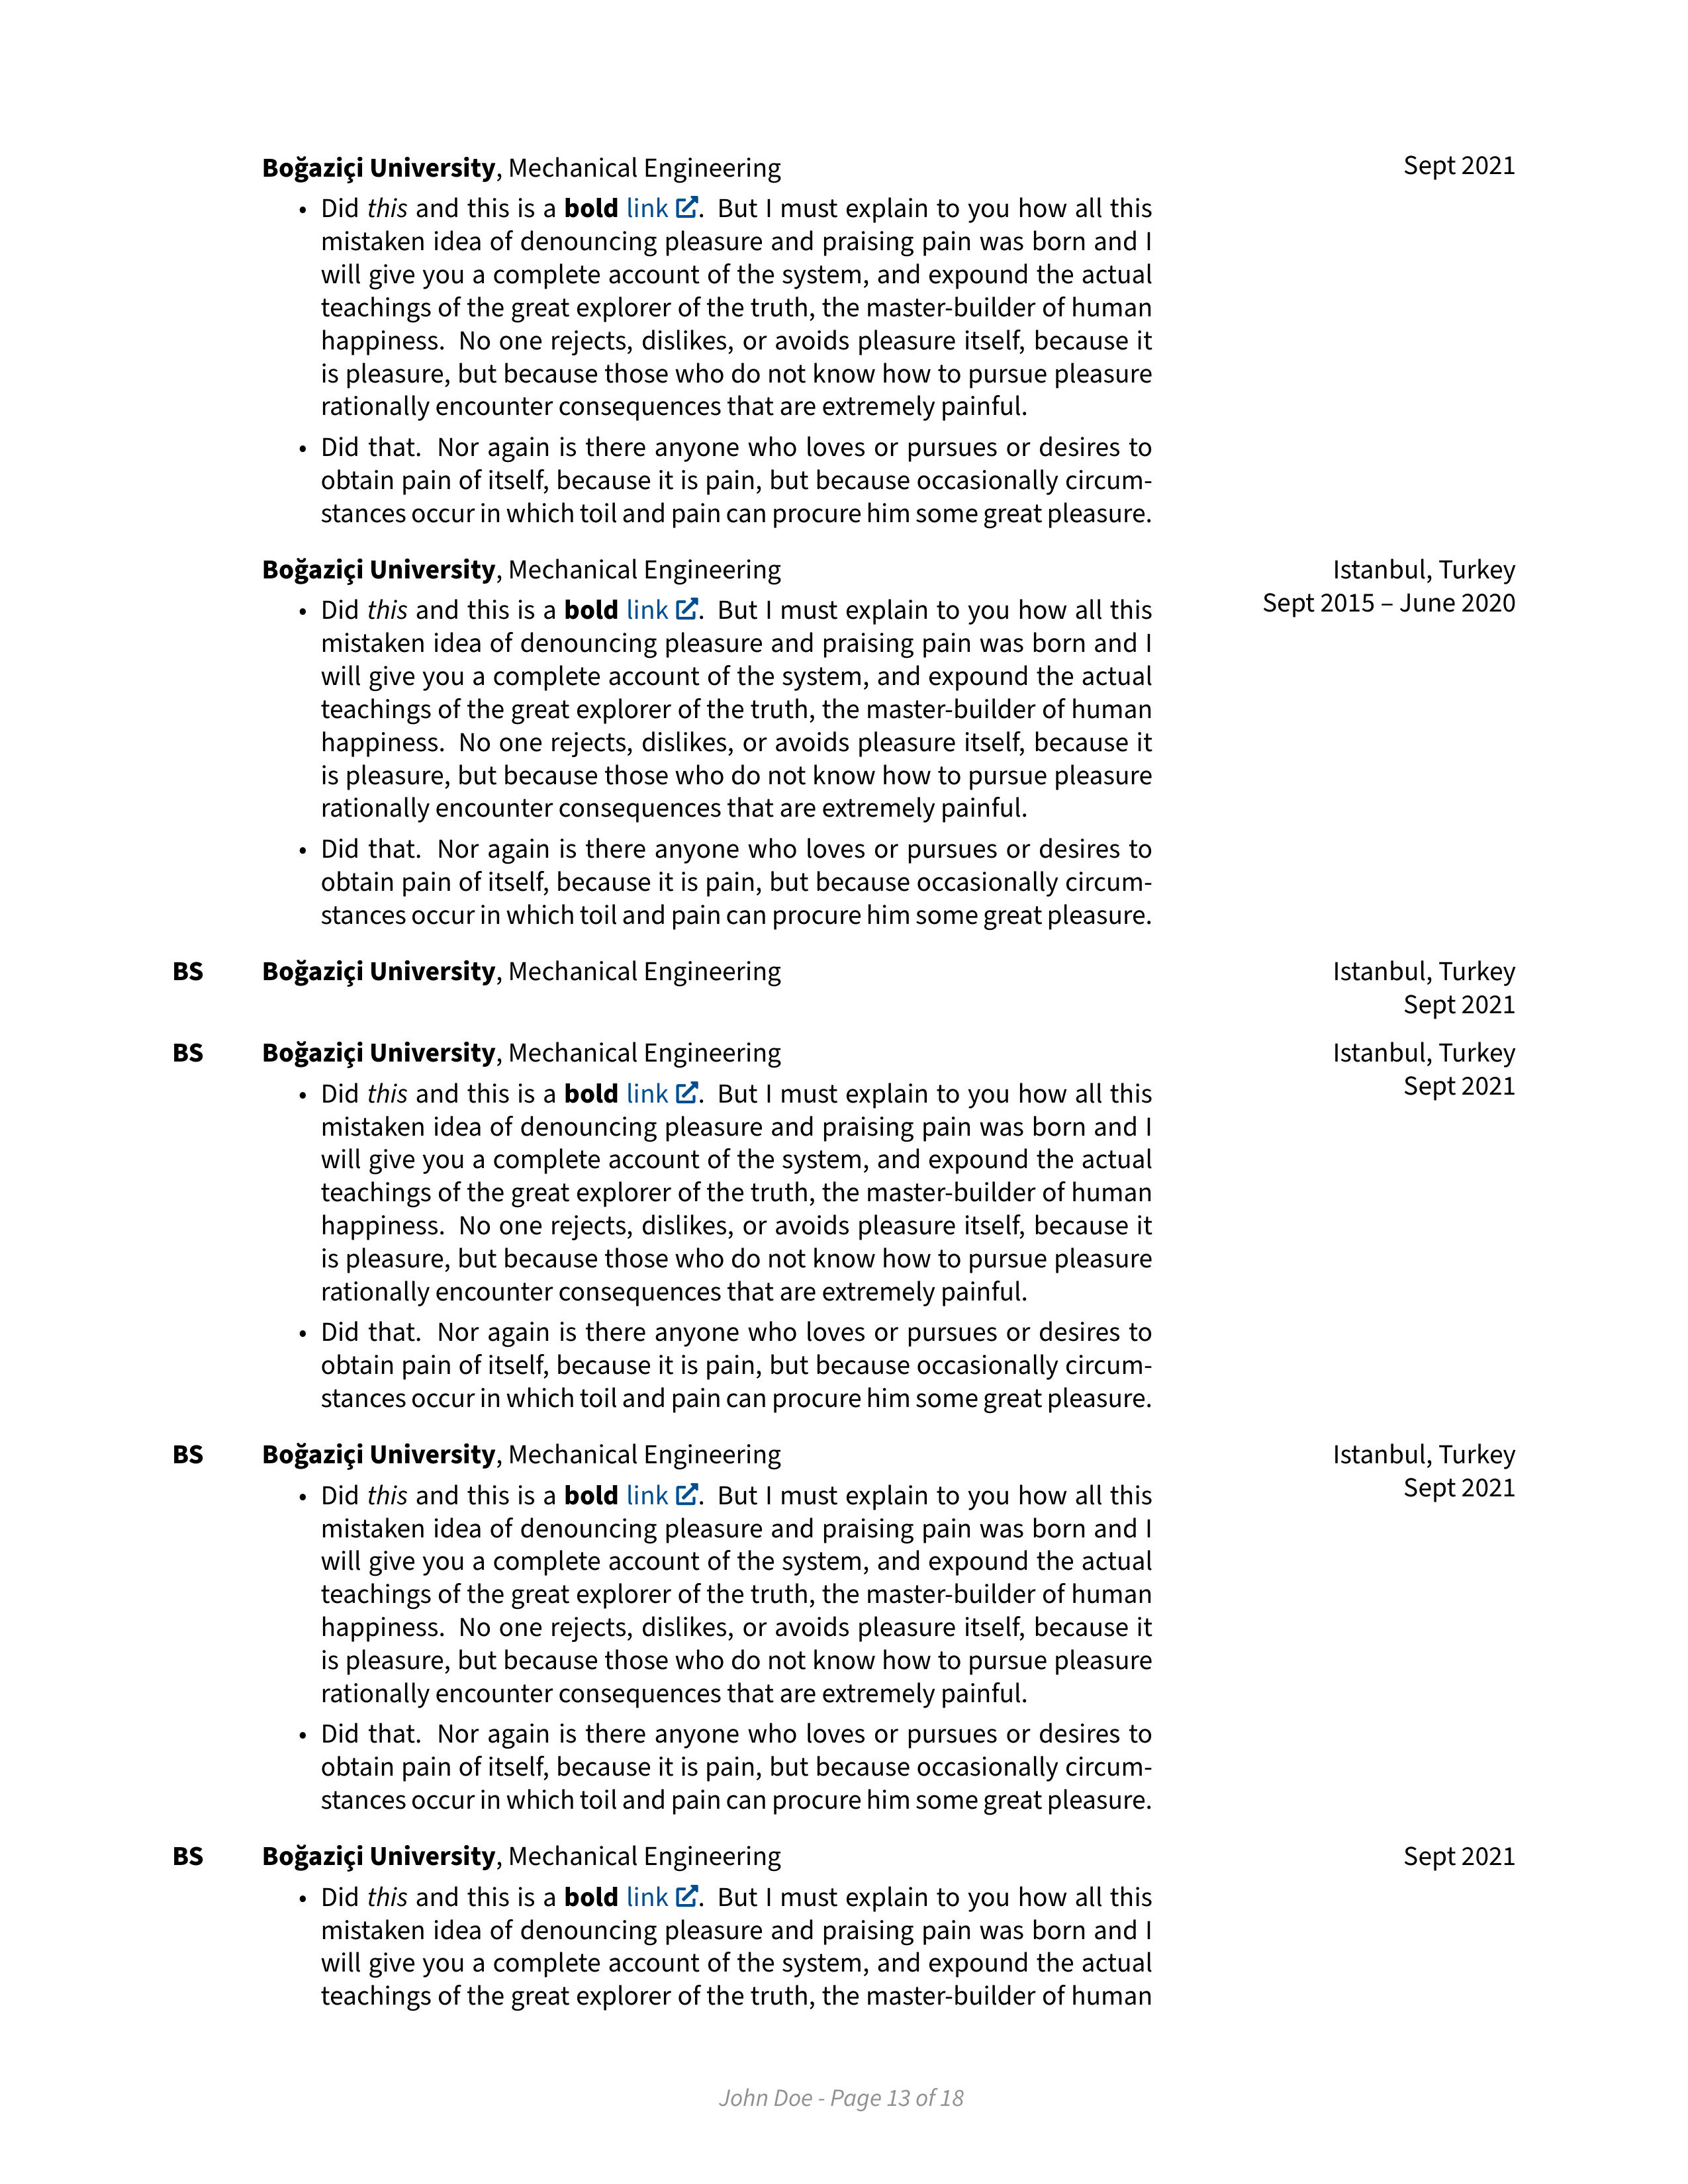 Boğaziçi University, Mechanical Engineering Sept 2021
• Did this and this is a bold link. But I must explain to you how all this
mistaken idea of denouncing pleasure and praising pain was born and I
will give you a complete account of the system, and expound the actual
teachings of the great explorer of the truth, the master-builder of human
happiness. No one rejects, dislikes, or avoids pleasure itself, because it
is pleasure, but because those who do not know how to pursue pleasure
rationally encounter consequences that are extremely painful.
• Did that. Nor again is there anyone who loves or pursues or desires to
obtain pain of itself, because it is pain, but because occasionally circum-
stances occur in which toil and pain can procure him some great pleasure.
Boğaziçi University, Mechanical Engineering Istanbul, Turkey
Sept 2015 – June 2020
• Did this and this is a bold link. But I must explain to you how all this
mistaken idea of denouncing pleasure and praising pain was born and I
will give you a complete account of the system, and expound the actual
teachings of the great explorer of the truth, the master-builder of human
happiness. No one rejects, dislikes, or avoids pleasure itself, because it
is pleasure, but because those who do not know how to pursue pleasure
rationally encounter consequences that are extremely painful.
• Did that. Nor again is there anyone who loves or pursues or desires to
obtain pain of itself, because it is pain, but because occasionally circum-
stances occur in which toil and pain can procure him some great pleasure.
BS Boğaziçi University, Mechanical Engineering Istanbul, Turkey
Sept 2021
BS Boğaziçi University, Mechanical Engineering Istanbul, Turkey
Sept 2021
• Did this and this is a bold link. But I must explain to you how all this
mistaken idea of denouncing pleasure and praising pain was born and I
will give you a complete account of the system, and expound the actual
teachings of the great explorer of the truth, the master-builder of human
happiness. No one rejects, dislikes, or avoids pleasure itself, because it
is pleasure, but because those who do not know how to pursue pleasure
rationally encounter consequences that are extremely painful.
• Did that. Nor again is there anyone who loves or pursues or desires to
obtain pain of itself, because it is pain, but because occasionally circum-
stances occur in which toil and pain can procure him some great pleasure.
BS Boğaziçi University, Mechanical Engineering Istanbul, Turkey
Sept 2021
• Did this and this is a bold link. But I must explain to you how all this
mistaken idea of denouncing pleasure and praising pain was born and I
will give you a complete account of the system, and expound the actual
teachings of the great explorer of the truth, the master-builder of human
happiness. No one rejects, dislikes, or avoids pleasure itself, because it
is pleasure, but because those who do not know how to pursue pleasure
rationally encounter consequences that are extremely painful.
• Did that. Nor again is there anyone who loves or pursues or desires to
obtain pain of itself, because it is pain, but because occasionally circum-
stances occur in which toil and pain can procure him some great pleasure.
BS Boğaziçi University, Mechanical Engineering Sept 2021
• Did this and this is a bold link. But I must explain to you how all this
mistaken idea of denouncing pleasure and praising pain was born and I
will give you a complete account of the system, and expound the actual
teachings of the great explorer of the truth, the master-builder of human
John Doe - Page 13 of 18